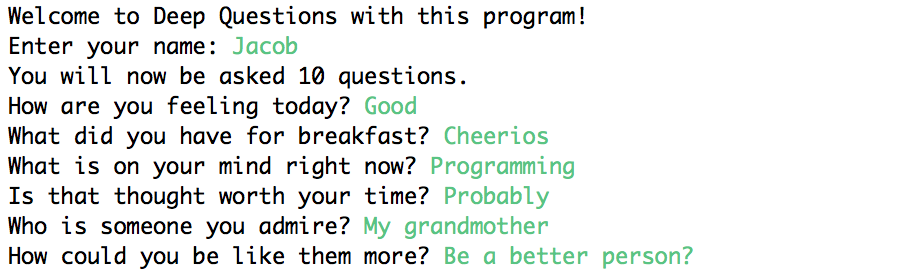 Welcome to Deep Questions with this program!
Enter your name: Jacob
You will now be asked 10 questions.
How are you feeling today? Good
What did you have for breakfast? Cheerios
What is on your mind right now? Programming
Is that thought worth your time? Probably
Who is someone you admire? My grandmother
How could you be like them more? Be a better person?